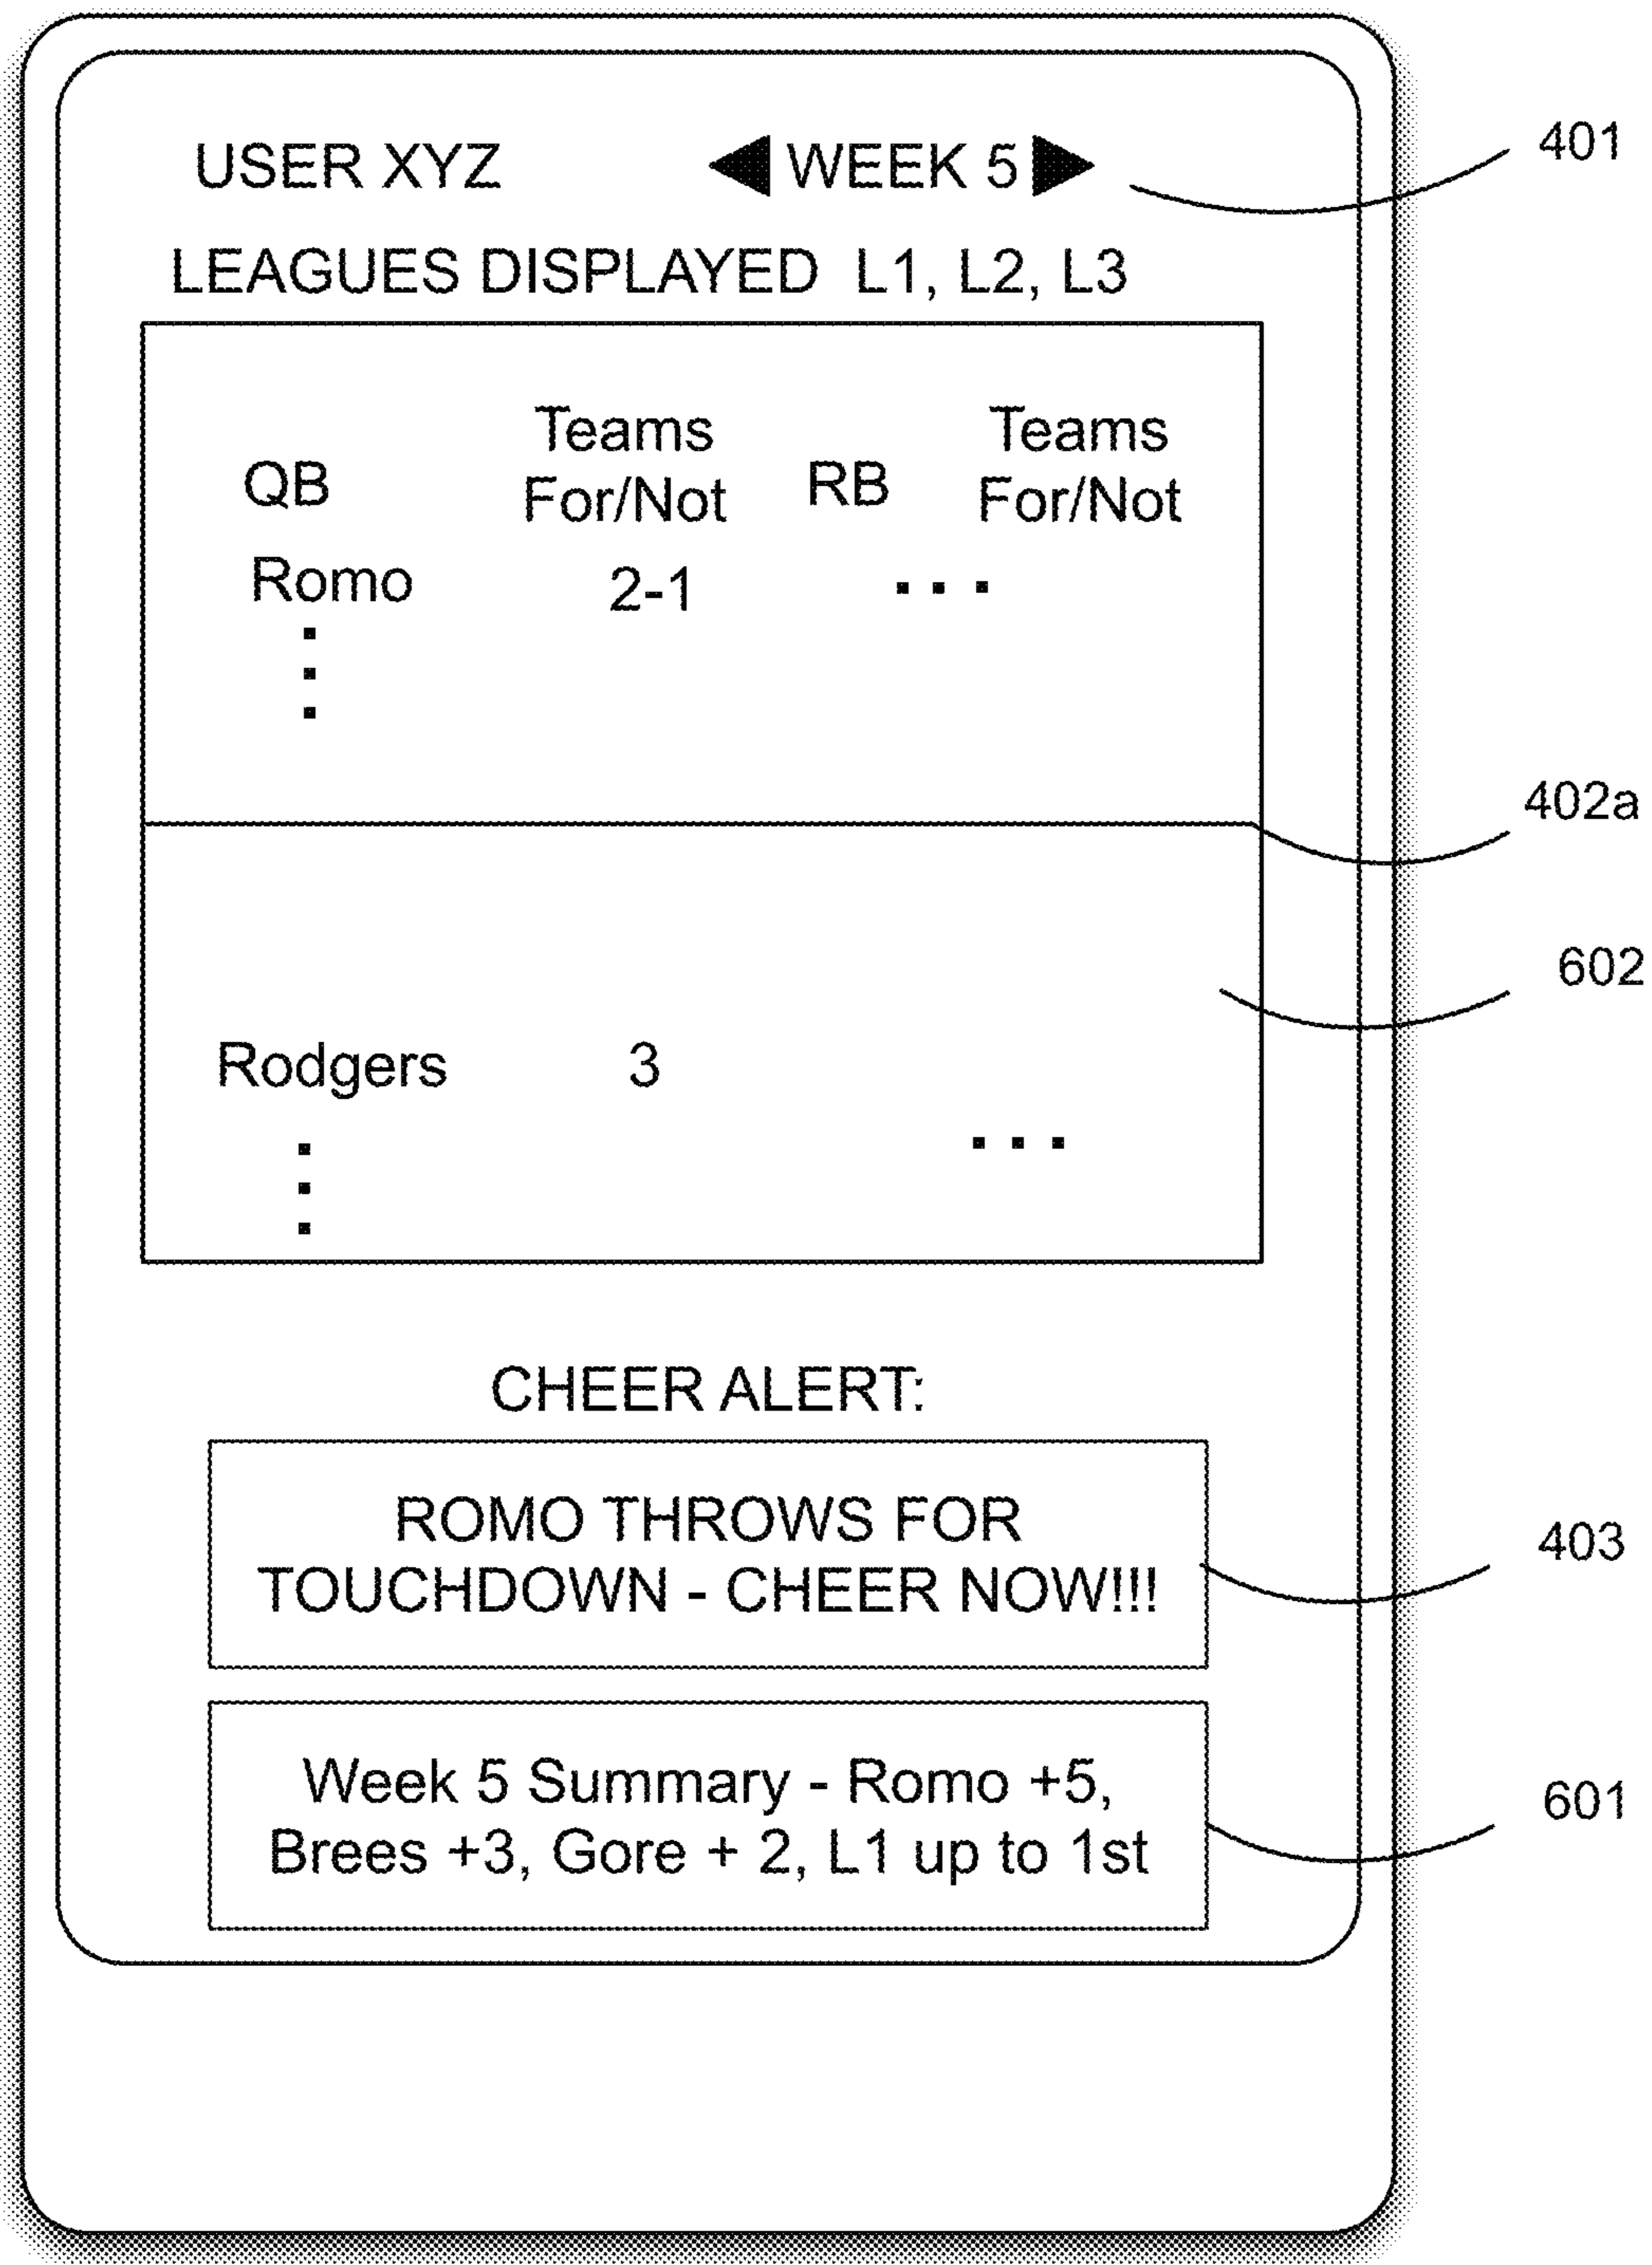 USER XYZ ◀ WEEK 5 ▶
401
LEAGUES DISPLAYED L1, L2, L3
QB Teams For/Not RB Teams For/Not
Romo 2-1 ...
402a
602
Rodgers 3
...
CHEER ALERT:
ROMO THROWS FOR
TOUCHDOWN - CHEER NOW!!!
403
Week 5 Summary - Romo +5,
Brees +3, Gore + 2, L1 up to 1st
601